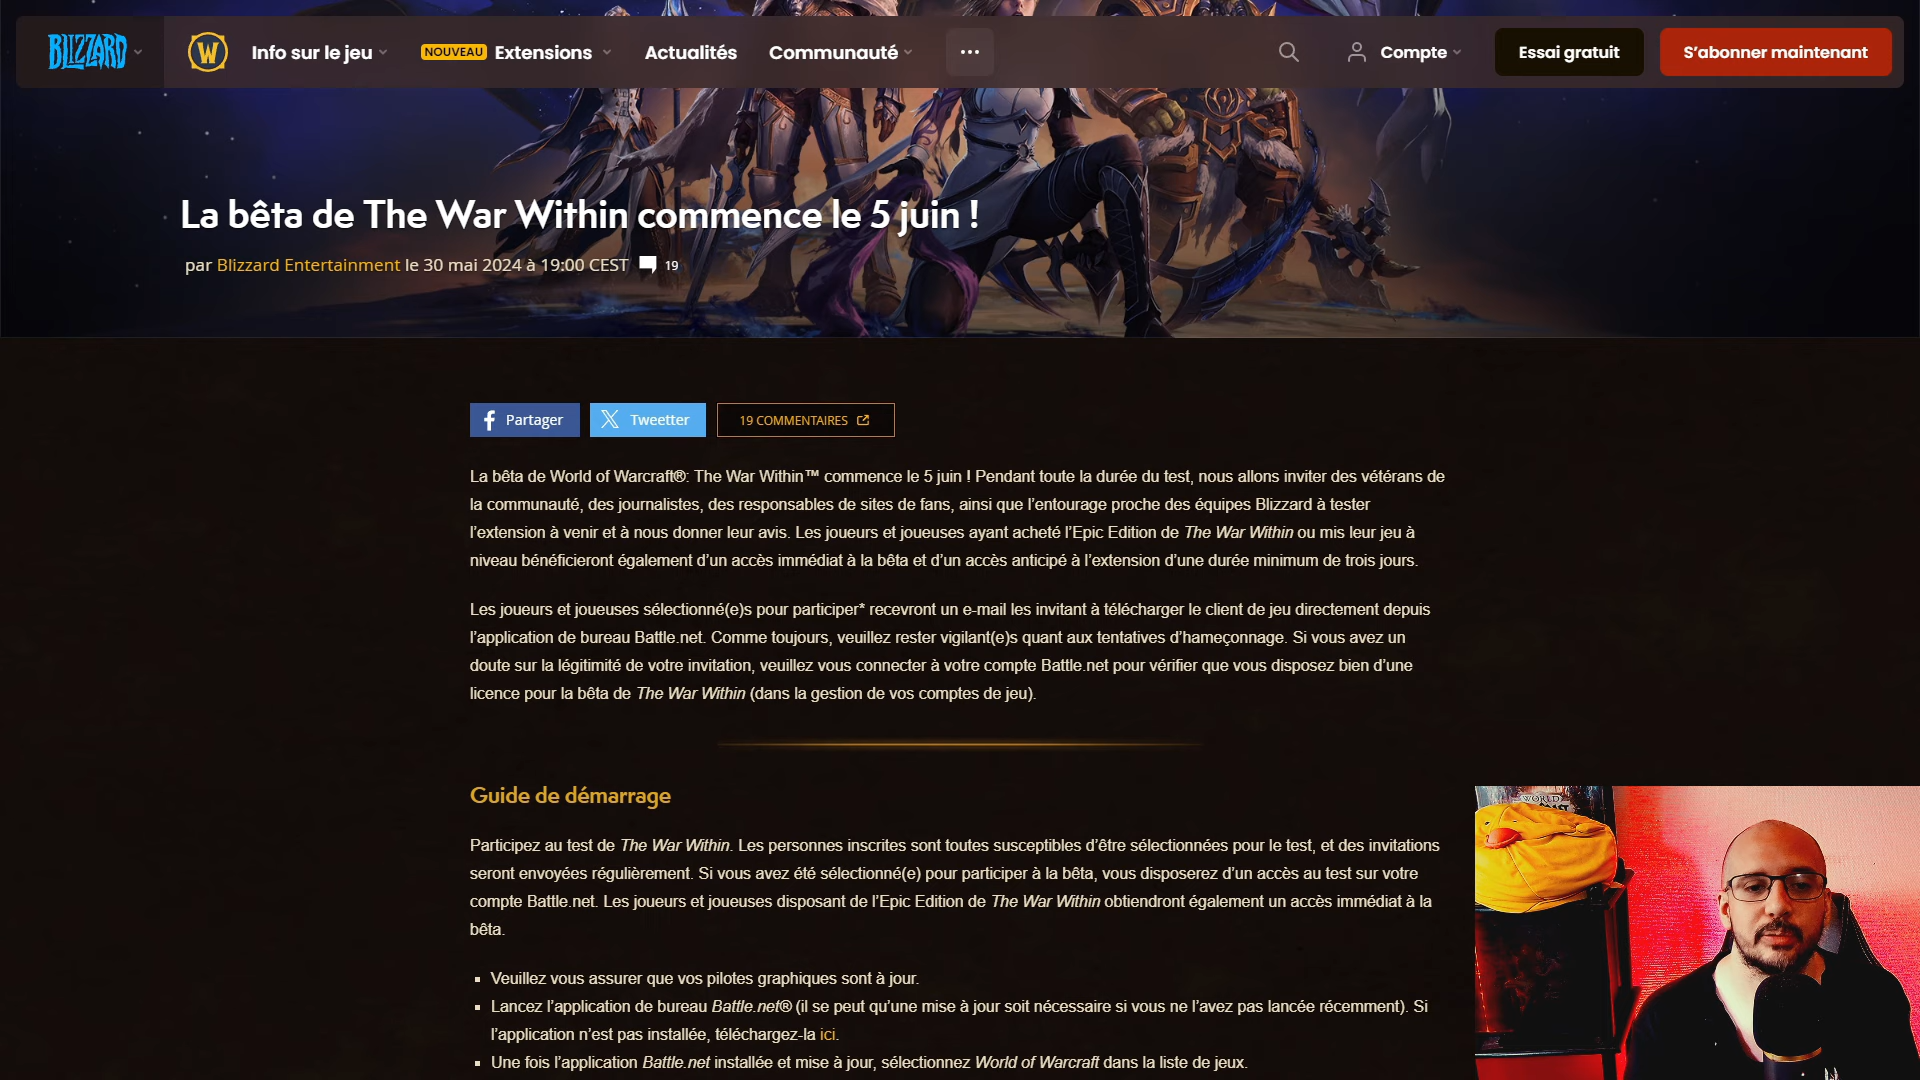 BLIZZARD
W
Info sur le jeu
NOUVEAU Extensions
Actualités
Communauté
Compte
Essai gratuit
S’abonner maintenant
La bêta de The War Within commence le 5 juin !
par Blizzard Entertainment le 30 mai 2024 à 19:00 CEST 19
Partager
Tweetter
19 COMMENTAIRES
La bêta de World of Warcraft®: The War Within™ commence le 5 juin ! Pendant toute la durée du test, nous allons inviter des vétérans de
la communauté, des journalistes, des responsables de sites de fans, ainsi que l’entourage proche des équipes Blizzard à tester
l’extension à venir et à nous donner leur avis. Les joueurs et joueuses ayant acheté l’Epic Edition de The War Within ou mis leur jeu à
niveau bénéficieront également d’un accès immédiat à la bêta et d’un accès anticipé à l’extension d’une durée minimum de trois jours.
Les joueurs et joueuses sélectionné(e)s pour participer* recevront un e-mail les invitant à télécharger le client de jeu directement depuis
l’application de bureau Battle.net. Comme toujours, veuillez rester vigilant(e)s quant aux tentatives d’hameçonnage. Si vous avez un
doute sur la légitimité de votre invitation, veuillez vous connecter à votre compte Battle.net pour vérifier que vous disposez bien d’une
licence pour la bêta de The War Within (dans la gestion de vos comptes de jeu).
Guide de démarrage
Participez au test de The War Within. Les personnes inscrites sont toutes susceptibles d’être sélectionnées pour le test, et des invitations
seront envoyées régulièrement. Si vous avez été sélectionné(e) pour participer à la bêta, vous disposerez d’un accès au test sur votre
compte Battle.net. Les joueurs et joueuses disposant de l’Epic Edition de The War Within obtiendront également un accès immédiat à la
bêta.
Veuillez vous assurer que vos pilotes graphiques sont à jour.
Lancez l’application de bureau Battle.net® (il se peut qu’une mise à jour soit nécessaire si vous ne l’avez pas lancée récemment). Si
l’application n’est pas installée, téléchargez-la ici.
Une fois l’application Battle.net installée et mise à jour, sélectionnez World of Warcraft dans la liste de jeux.
WORLD